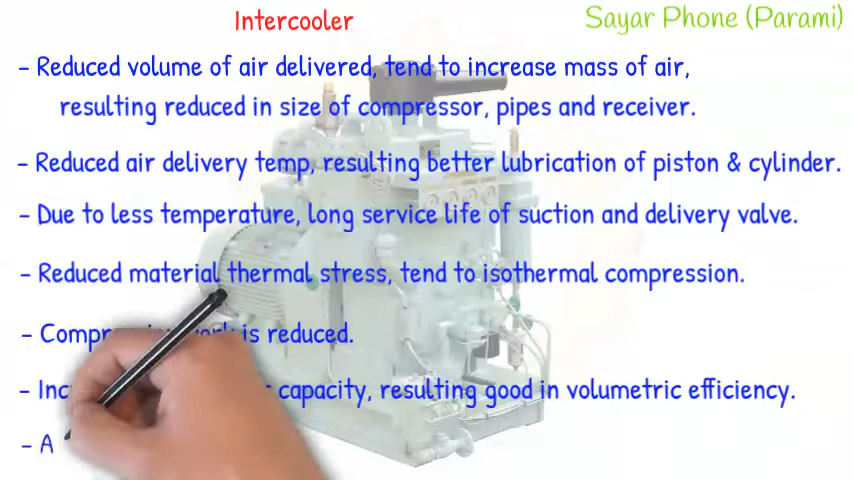 Intercooler
Sayar Phone (Parami)
- Reduced volume of air delivered, tend to increase mass of air,
resulting reduced in size of compressor, pipes and receiver.
- Reduced air delivery temp, resulting better lubrication of piston & cylinder.
- Due to less temperature, long service life of suction and delivery valve.
- Reduced material thermal stress, tend to isothermal compression.
- is reduced.
- capacity, resulting good in volumetric efficiency.
- A